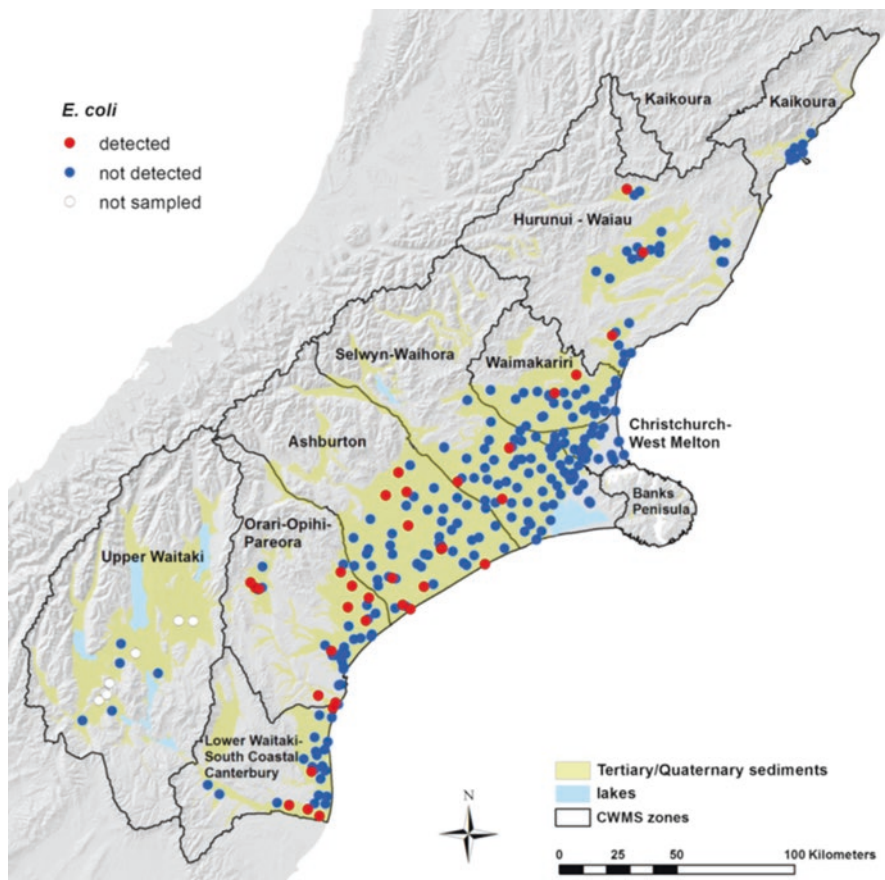 E. coli
detected
not detected
not sampled
Kaikoura
Kaikoura
Hurunui - Waiau
Selwyn-Waihora
Waimakariri
Christchurch-
West Melton
Ashburton
Banks
Penisula
Orari-Opihi-
Pareora
Upper Waitaki
Lower Waitaki-
South Coastal
Canterbury
Tertiary/Quaternary sediments
lakes
CWMS zones
N
0 25 50 100 Kilometers